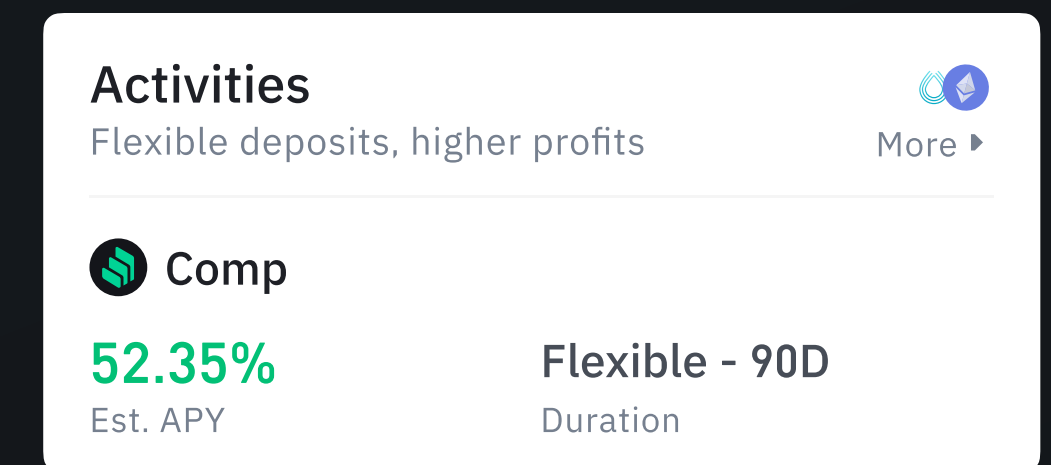 Activities
Flexible deposits, higher profits
More
Comp
52.35%
Flexible - 90D
Est. APY
Duration